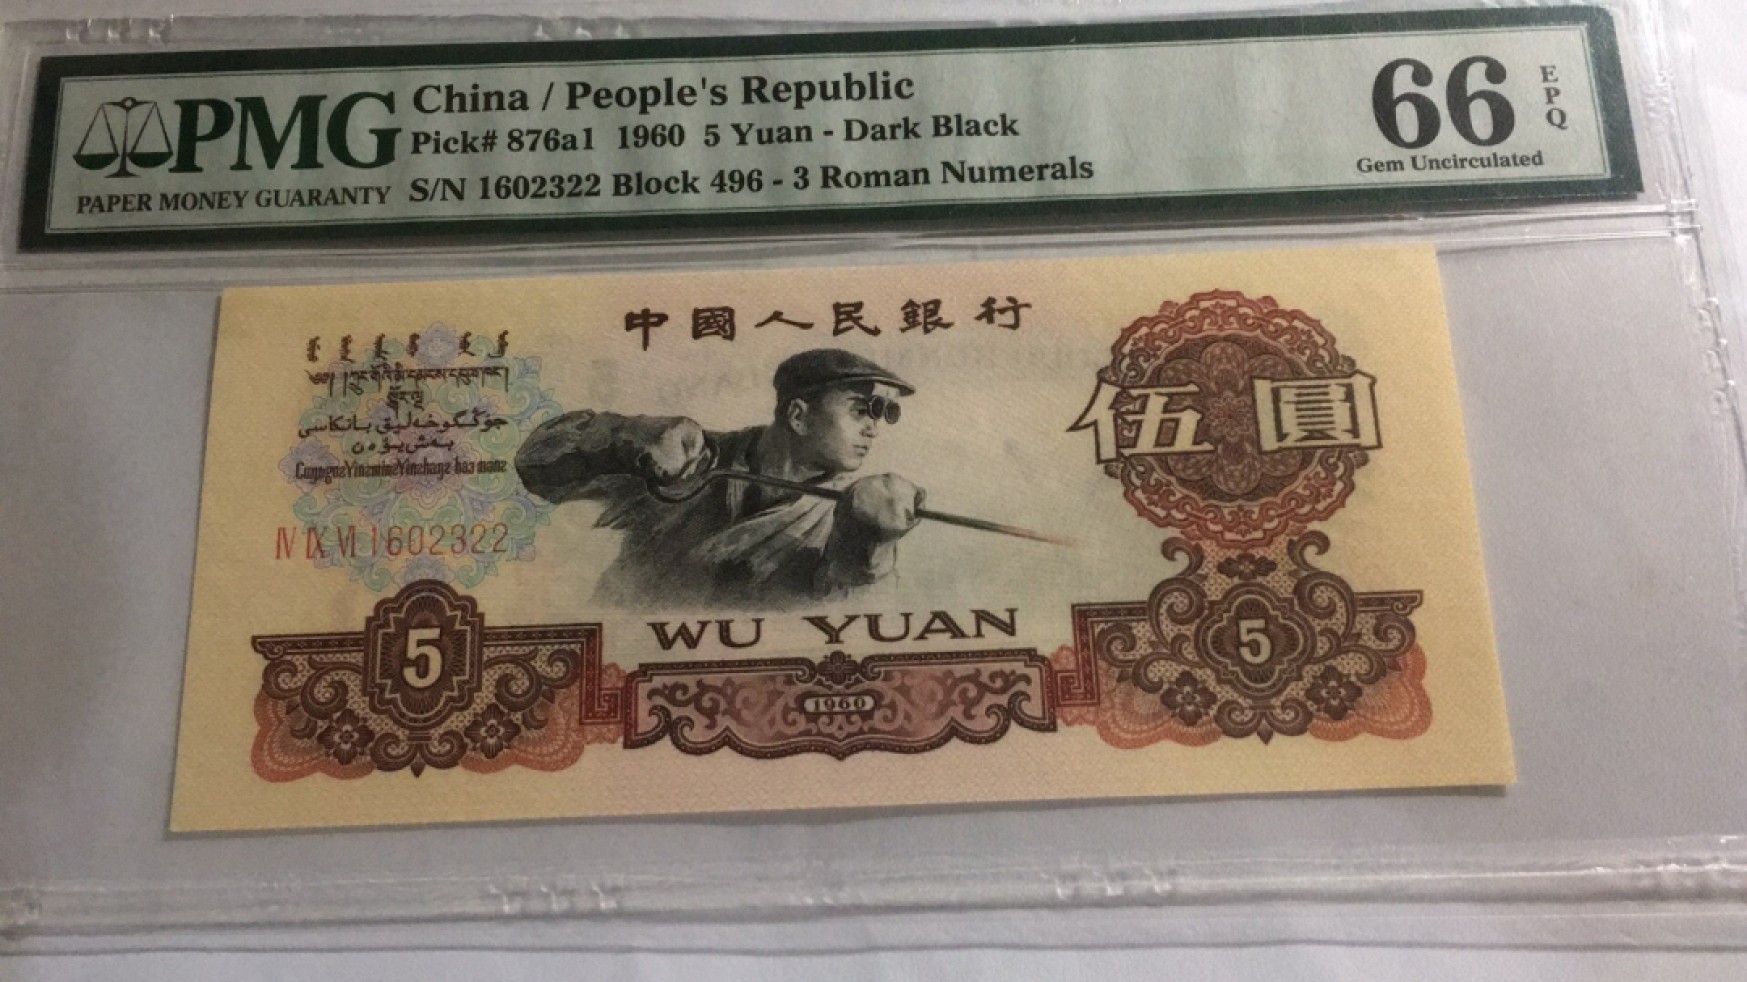 PMG
PAPER MONEY GUARANTY
China / People's Republic
Pick# 876a1 1960 5 Yuan - Dark Black
S/N 1602322 Block 496 - 3 Roman Numerals
66
EPQ
Gem Uncirculated
中國人民銀行
伍圓
IV IX VI 1602322
WU YUAN
5
1960
5